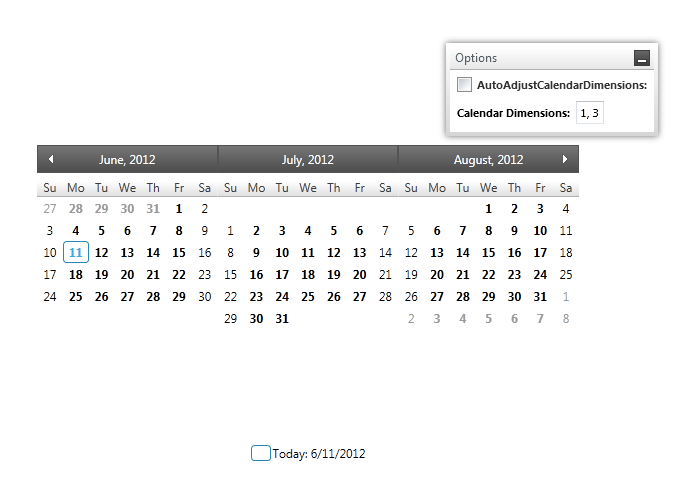 Options
AutoAdjustCalendarDimensions:
Calendar Dimensions: 1, 3
June, 2012 July, 2012 August, 2012
Su Mo Tu We Th Fr Sa Su Mo Tu We Th Fr Sa Su Mo Tu We Th Fr Sa
27 28 29 30 31 1 2 1 2 3 4
3 4 5 6 7 8 9 1 2 3 4 5 6 7 5 6 7 8 9 10 11
10 11 12 13 14 15 16 8 9 10 11 12 13 14 12 13 14 15 16 17 18
17 18 19 20 21 22 23 15 16 17 18 19 20 21 19 20 21 22 23 24 25
24 25 26 27 28 29 30 22 23 24 25 26 27 28 26 27 28 29 30 31 1
29 30 31 2 3 4 5 6 7 8
Today: 6/11/2012